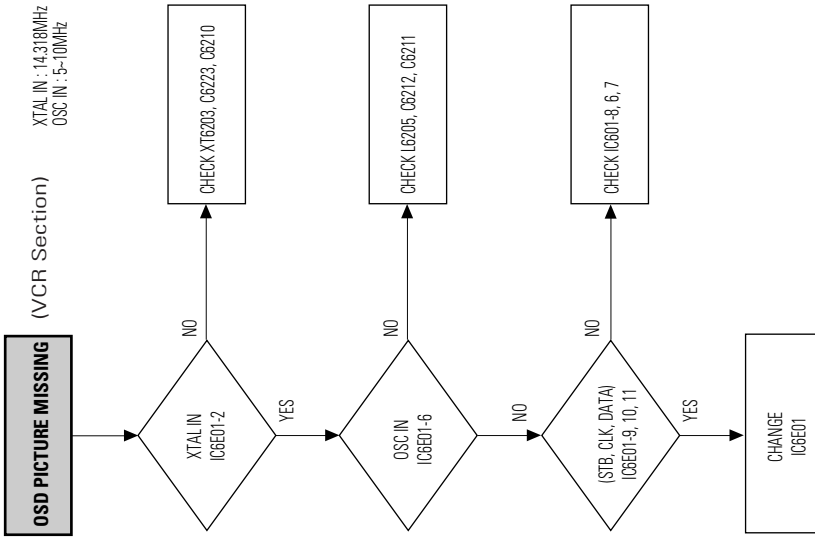 OSD PICTURE MISSING
(VCR Section)
XTAL IN : 14.318MHz
OSC IN : 5~10MHz
XTAL IN
IC6E01-2
NO
CHECK XT6203, C6223, C6210
YES
OSC IN
IC6E01-6
NO
CHECK L6205, C6212, C6211
NO
(STB, CLK, DATA)
IC6E01-9, 10, 11
NO
CHECK IC601-8, 6, 7
YES
CHANGE
IC6E01